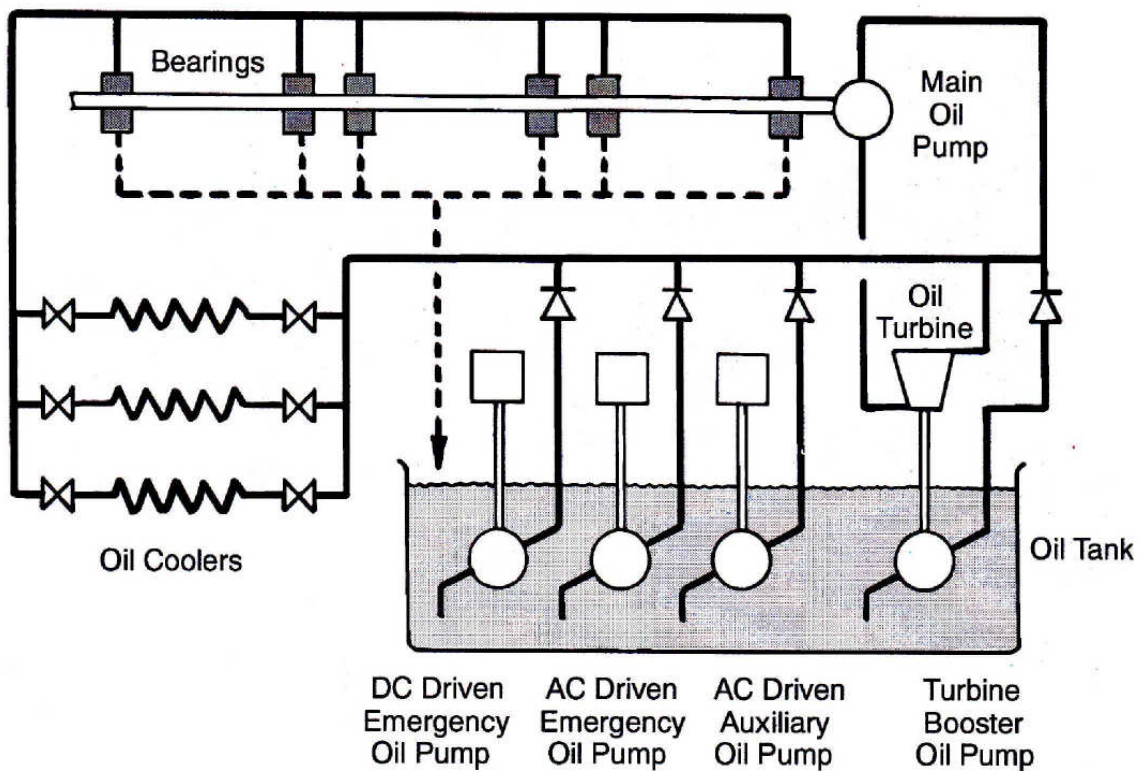 Bearings
Main
Oil
Pump
Oil
Turbine
Oil Coolers
Oil Tank
DC Driven
Emergency
Oil Pump
AC Driven
Emergency
Oil Pump
AC Driven
Auxiliary
Oil Pump
Turbine
Booster
Oil Pump